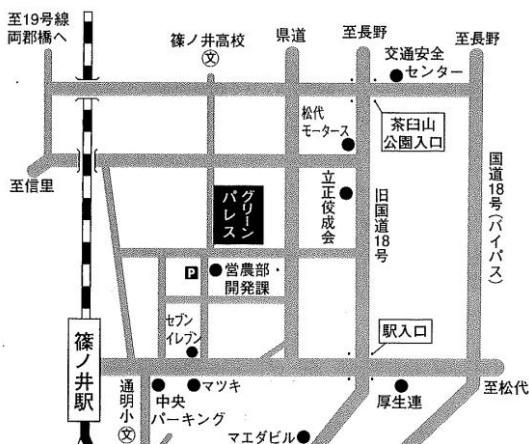 至19号線
両郡橋へ
篠ノ井高校
文
県道
至長野
交通安全
センター
至長野
松代
モータース
茶臼山
公園入口
至信里
グリーン
パレス
立正佼成会
旧国道18号
国道18号(バイパス)
P
営農部・
開発課
セブン
イレブン
駅入口
篠ノ井駅
通明小
文
中央
パーキング
マツキ
厚生連
至松代
マエダビル